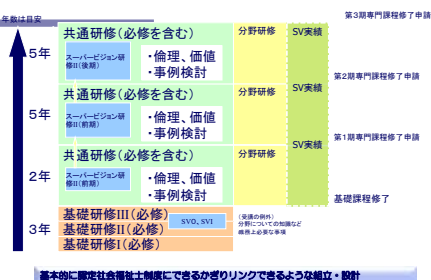 年数は目安
第3期専門課程修了申請
共通研修（必修を含む）
分野研修
SV実績
5年
スーパービジョン研
修II（後期）
・倫理、価値
・事例検討
第2期専門課程修了申請
共通研修（必修を含む）
分野研修
SV実績
5年
スーパービジョン研
修II（前期）
・倫理、価値
・事例検討
第1期専門課程修了申請
共通研修（必修を含む）
分野研修
SV実績
2年
スーパービジョン研
修II（前期）
・倫理、価値
・事例検討
基礎課程修了
3年
基礎研修III（必修）
基礎研修II（必修）
基礎研修I（必修）
SV0、SV1
（受講の例外）
分野についての知識など
基本的に認定社会福祉士制度にできるかぎりリンクできるような組立・設計